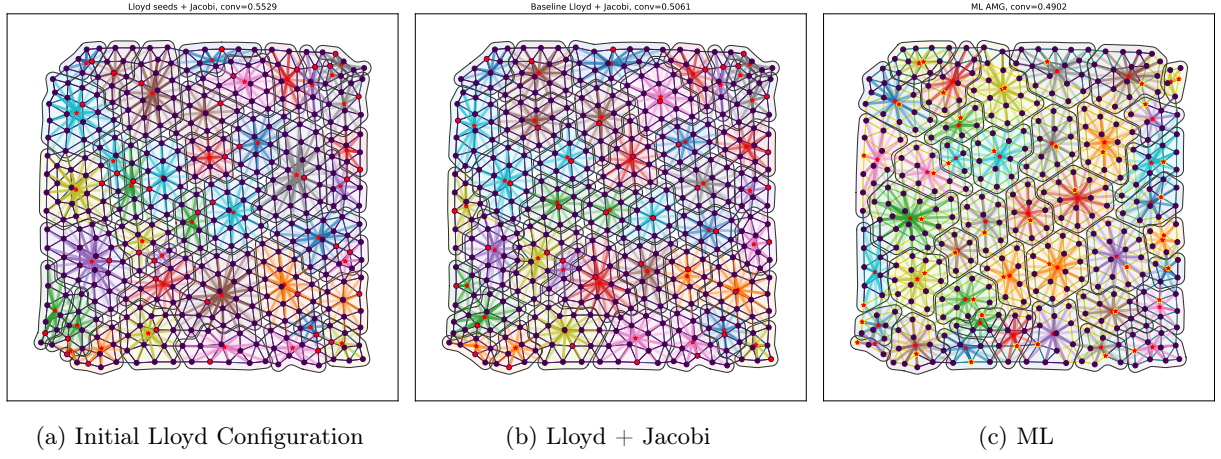 Lloyd seeds + Jacobi, conv=0.5529
Baseline Lloyd + Jacobi, conv=0.5061
ML AMG, conv=0.4902
(a) Initial Lloyd Configuration
(b) Lloyd + Jacobi
(c) ML